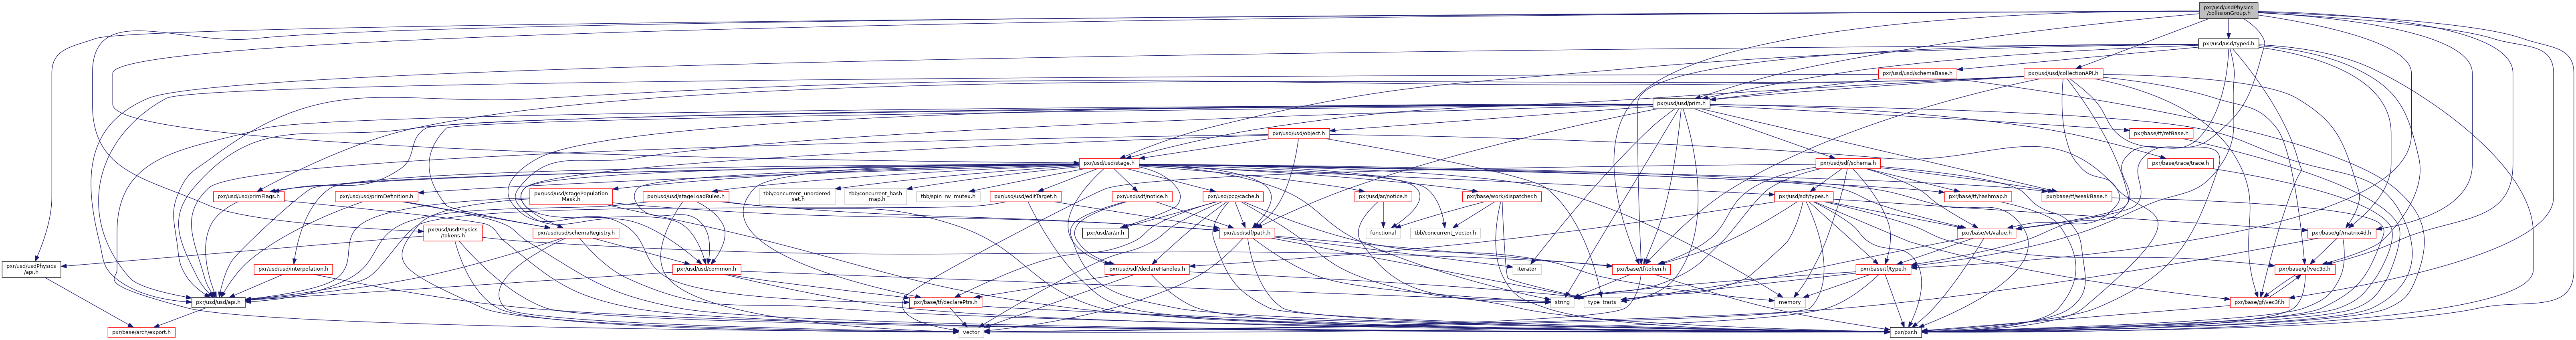 pxr/usd/usdPhysics
/collisionGroup.h
pxr/usd/usd/typed.h
pxr/usd/usd/schemaBase.h
pxr/usd/usd/collectionAPI.h
pxr/usd/usd/prim.h
pxr/usd/usd/object.h
pxr/base/tf/refBase.h
pxr/usd/usd/stage.h
pxr/usd/sdf/schema.h
pxr/base/trace/trace.h
pxr/usd/usd/primFlags.h
pxr/usd/usd/primDefinition.h
pxr/usd/usd/stagePopulation
Mask.h
pxr/usd/usd/stageLoadRules.h
tbb/concurrent_unordered
_set.h
tbb/concurrent_hash
_map.h
tbb/spin_rw_mutex.h
pxr/usd/usd/editTarget.h
pxr/usd/sdf/notice.h
pxr/usd/pcp/cache.h
pxr/usd/ar/notice.h
pxr/base/work/dispatcher.h
pxr/usd/sdf/types.h
pxr/base/tf/hashmap.h
pxr/base/tf/weakBase.h
pxr/usd/usdPhysics
/tokens.h
pxr/usd/usd/schemaRegistry.h
pxr/usd/ar/ar.h
pxr/usd/sdf/path.h
functional
tbb/concurrent_vector.h
pxr/base/vt/value.h
pxr/base/gf/matrix4d.h
pxr/usd/usdPhysics
/api.h
pxr/usd/usd/interpolation.h
pxr/usd/usd/common.h
pxr/usd/sdf/declareHandles.h
iterator
pxr/base/tf/token.h
pxr/base/tf/type.h
pxr/base/gf/vec3d.h
pxr/usd/usd/api.h
pxr/base/tf/declarePtrs.h
string
type_traits
memory
pxr/base/gf/vec3f.h
pxr/base/arch/export.h
vector
pxr/pxr.h